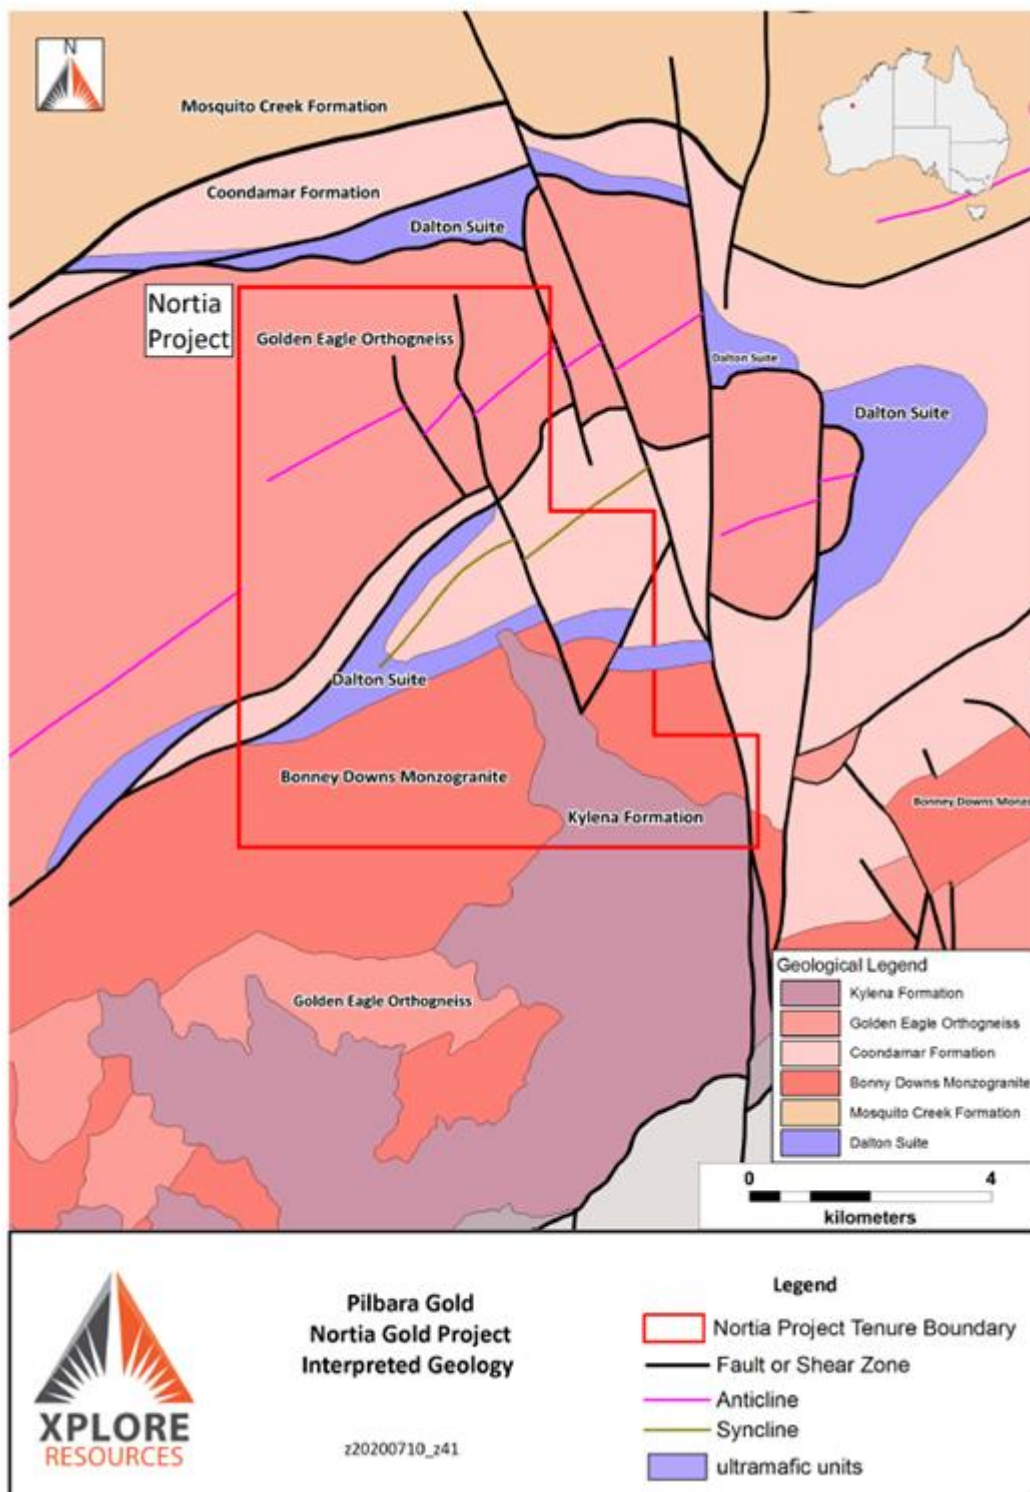 N
Mosquito Creek Formation
Coondamar Formation
Dalton Suite
Nortia
Project
Golden Eagle Orthogneiss
Dalton Suite
Dalton Suite
Dalton Suite
Bonney Downs Monzogranite
Kylena Formation
Bonney Downs Monzo
Golden Eagle Orthogneiss
Geological Legend
Kylena Formation
Golden Eagle Orthogneiss
Coondamar Formation
Bonny Downs Monzogranite
Mosquito Creek Formation
Dalton Suite
0 4
kilometers
XPLORE
RESOURCES
Pilbara Gold
Nortia Gold Project
Interpreted Geology
z20200710_z41
Legend
Nortia Project Tenure Boundary
Fault or Shear Zone
Anticline
Syncline
ultramafic units